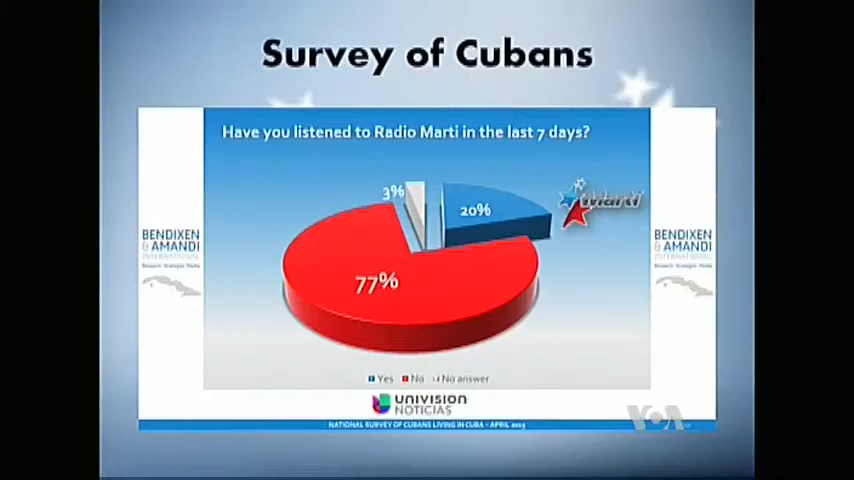 Survey of Cubans
Have you listened to Radio Marti in the last 7 days?
3%
20%
Martí
77%
BENDIXEN
& AMANDI
INTERNATIONAL
BENDIXEN
& AMANDI
INTERNATIONAL
Yes No No answer
UNIVISION
NOTICIAS
NATIONAL SURVEY OF CUBANS LIVING IN CUBA - APRIL 2015
VOA